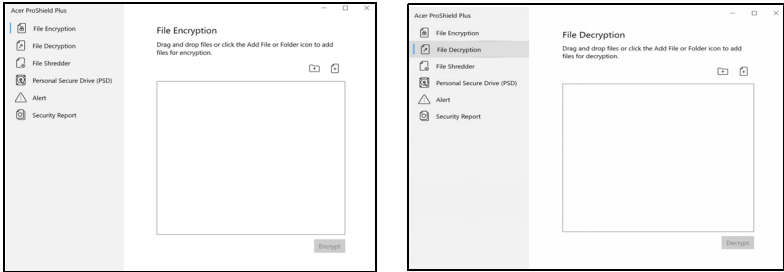 Acer ProShield Plus
File Encryption
File Decryption
File Shredder
Personal Secure Drive (PSD)
Alert
Security Report
File Encryption
Drag and drop files or click the Add File or Folder icon to add
files for encryption.
Encrypt
Acer ProShield Plus
File Encryption
File Decryption
File Shredder
Personal Secure Drive (PSD)
Alert
Security Report
File Decryption
Drag and drop files or click the Add File or Folder icon to add
files for decryption.
Decrypt